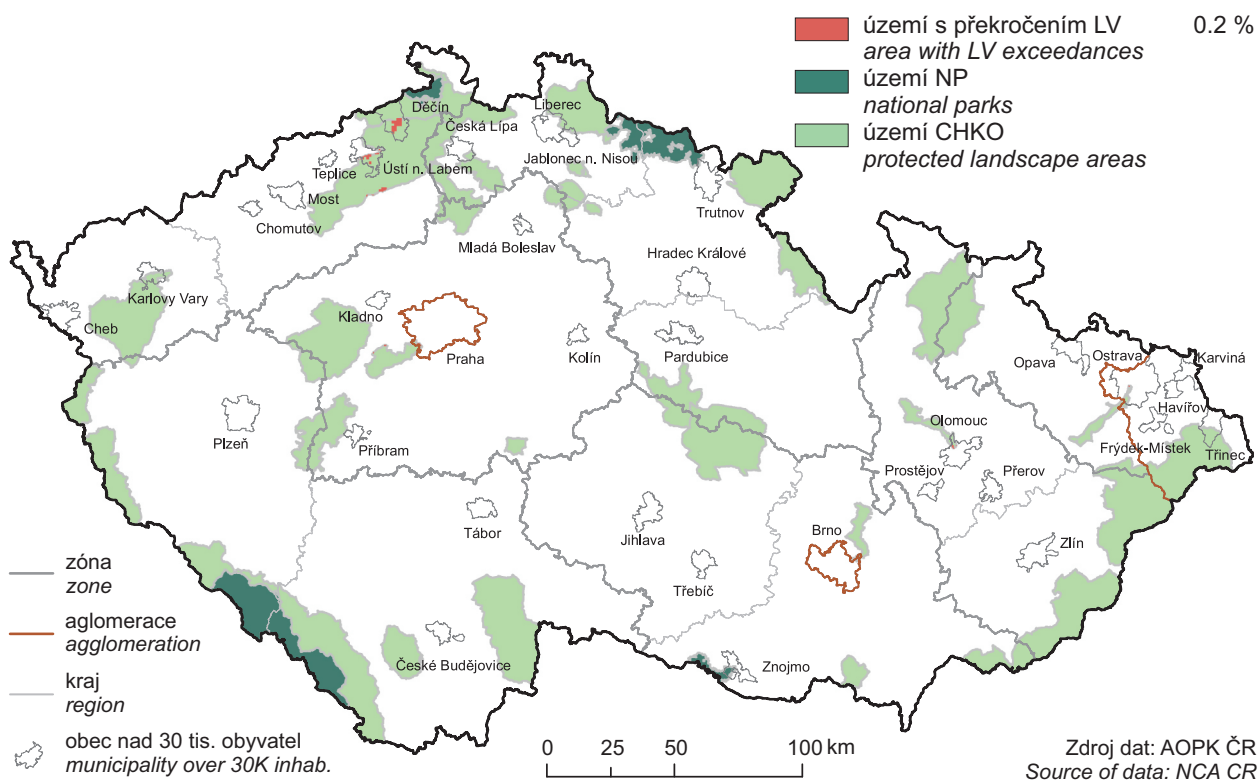 území s překročením LV 0.2 %
area with LV exceedances
území NP
national parks
území CHKO
protected landscape areas
Děčín
Liberec
Česká Lípa
Jablonec n. Nisou
Teplice
Ústí n. Labem
Most
Trutnov
Chomutov
Mladá Boleslav
Hradec Králové
Karlovy Vary
Kladno
Cheb
Praha
Kolín
Pardubice
Opava
Ostrava
Karviná
Havířov
Plzeň
Příbram
Olomouc
Frýdek-Místek
Třinec
Prostějov
Přerov
Tábor
Jihlava
Brno
Zlín
Třebíč
České Budějovice
Znojmo
zóna
zone
aglomerace
agglomeration
kraj
region
obec nad 30 tis. obyvatel
municipality over 30K inhab.
0 25 50 100 km
Zdroj dat: AOPK ČR
Source of data: NCA CR